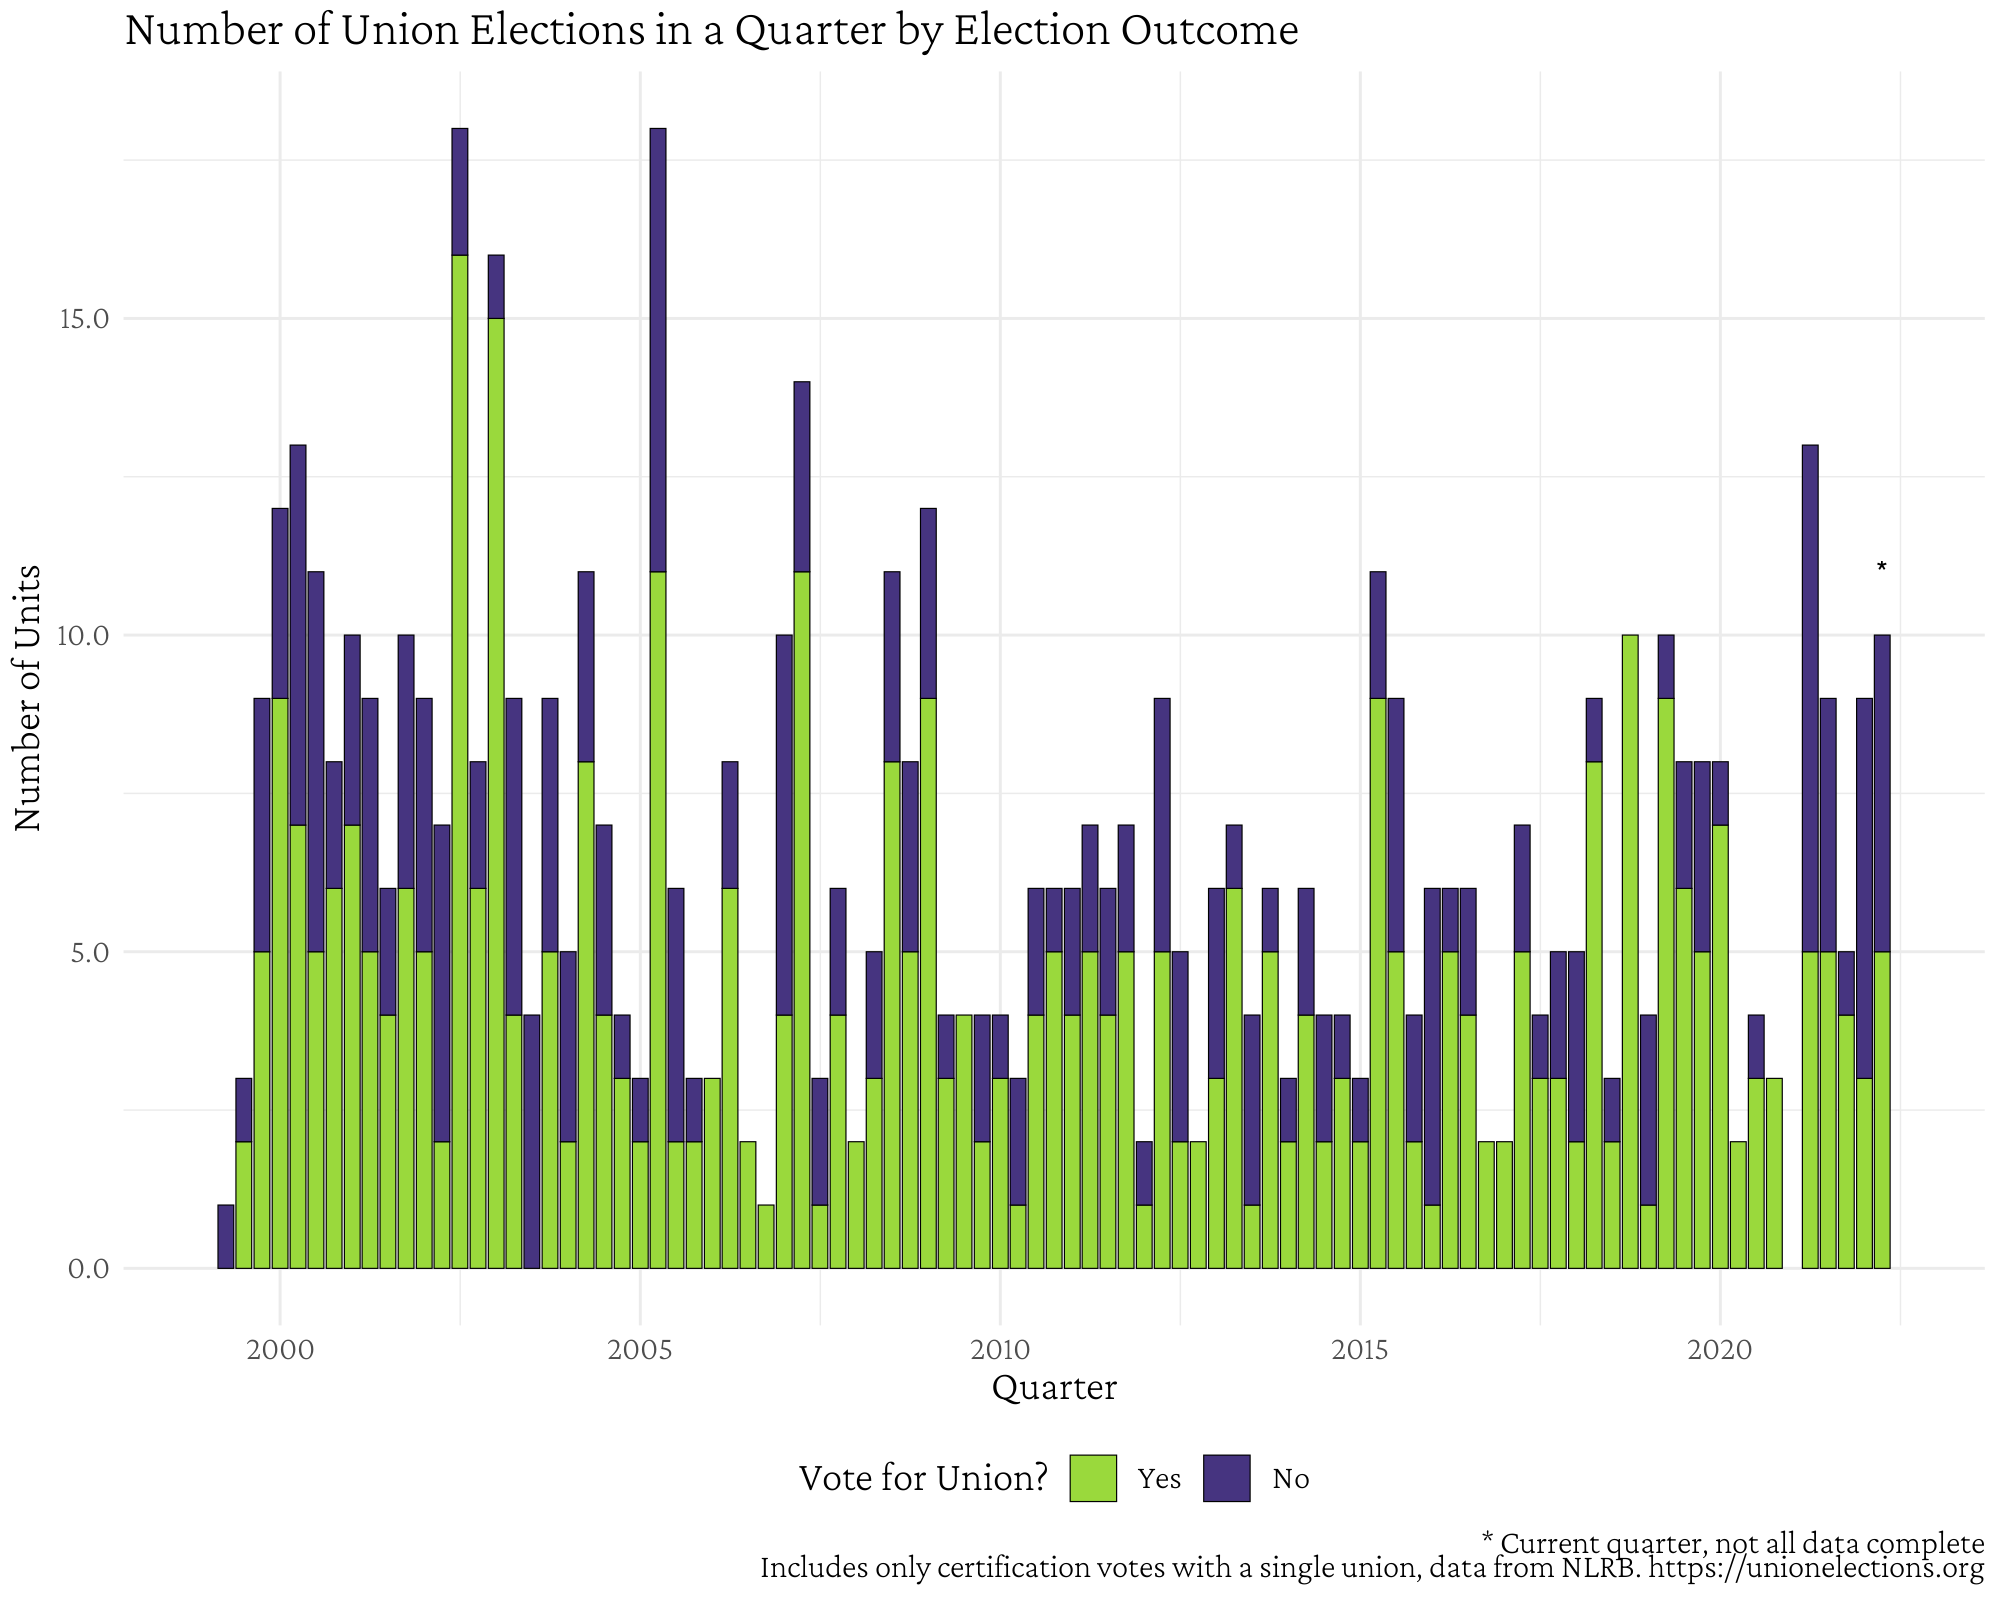 Number of Union Elections in a Quarter by Election Outcome
Number of Units
15.0
10.0
5.0
0.0
*
2000 2005 2010 2015 2020
Quarter
Vote for Union? Yes No
* Current quarter, not all data complete
Includes only certification votes with a single union, data from NLRB. https://unionelections.org